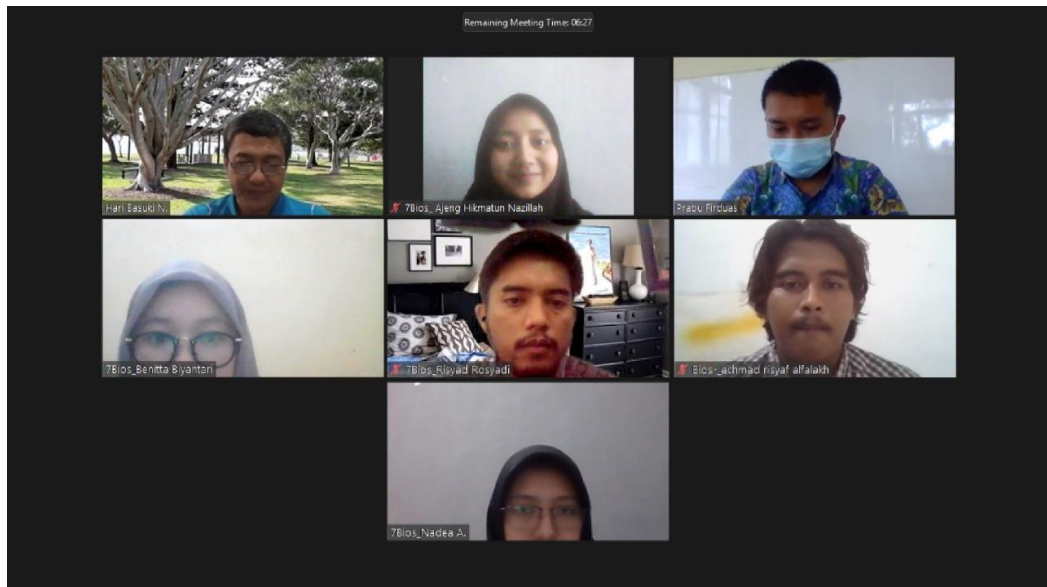 Remaining Meeting Time: 06:27
Hari Basuki N.
7Bios_ Ajeng Hikmatun Nazillah
Prabu Firduas
7Bios_Benitta Biyantari
7Bios_Risyad Rosyadi
Bios-_achmad risyaf alfalakh
7Bios_Nadea A.